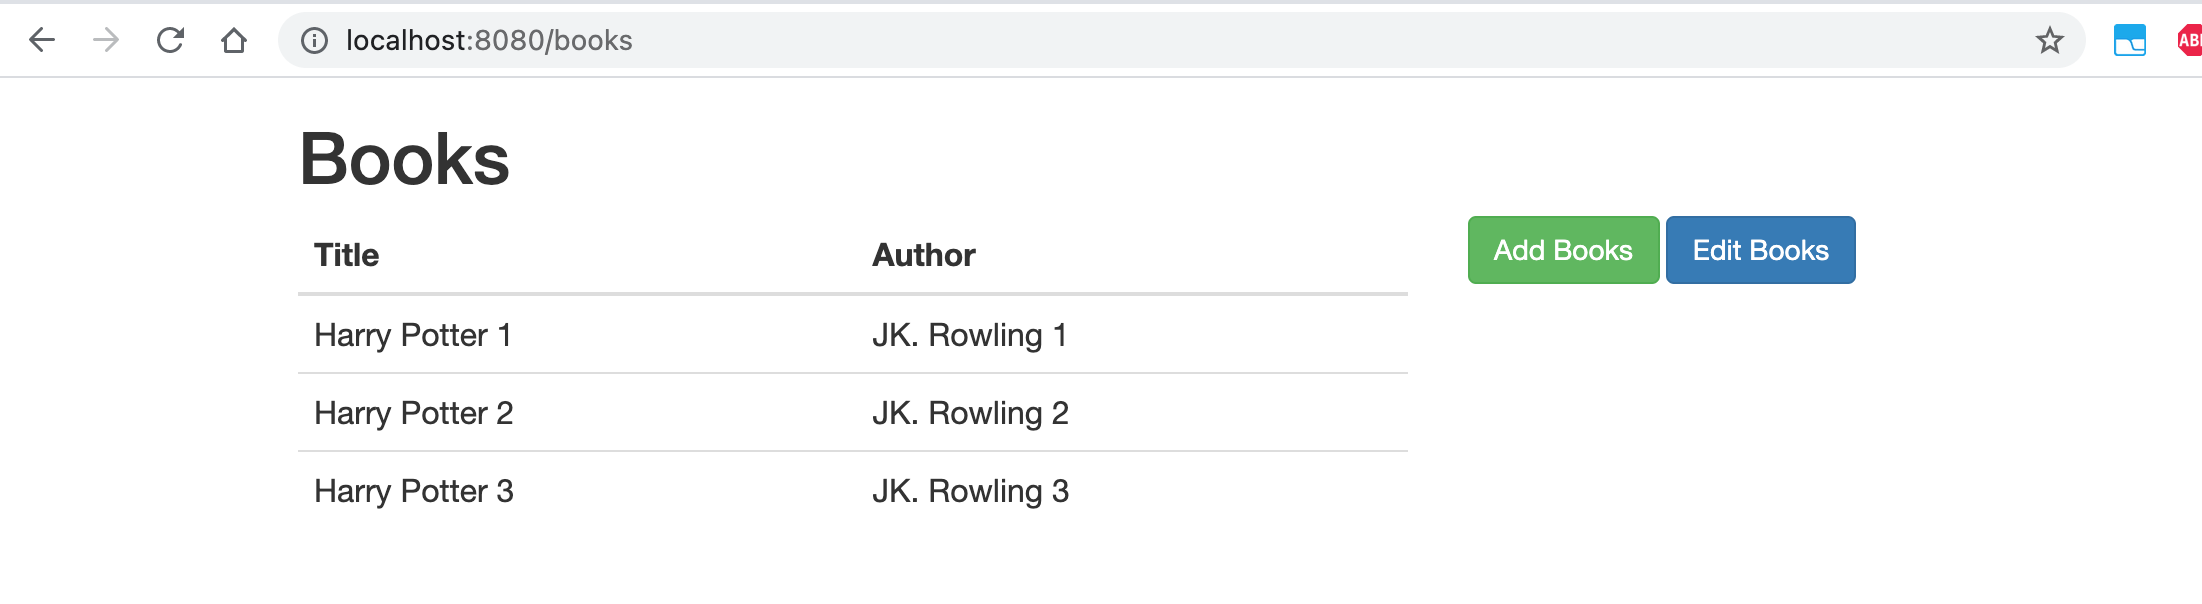 localhost:8080/books
Books
Title Author
Add Books Edit Books
Harry Potter 1 JK. Rowling 1
Harry Potter 2 JK. Rowling 2
Harry Potter 3 JK. Rowling 3